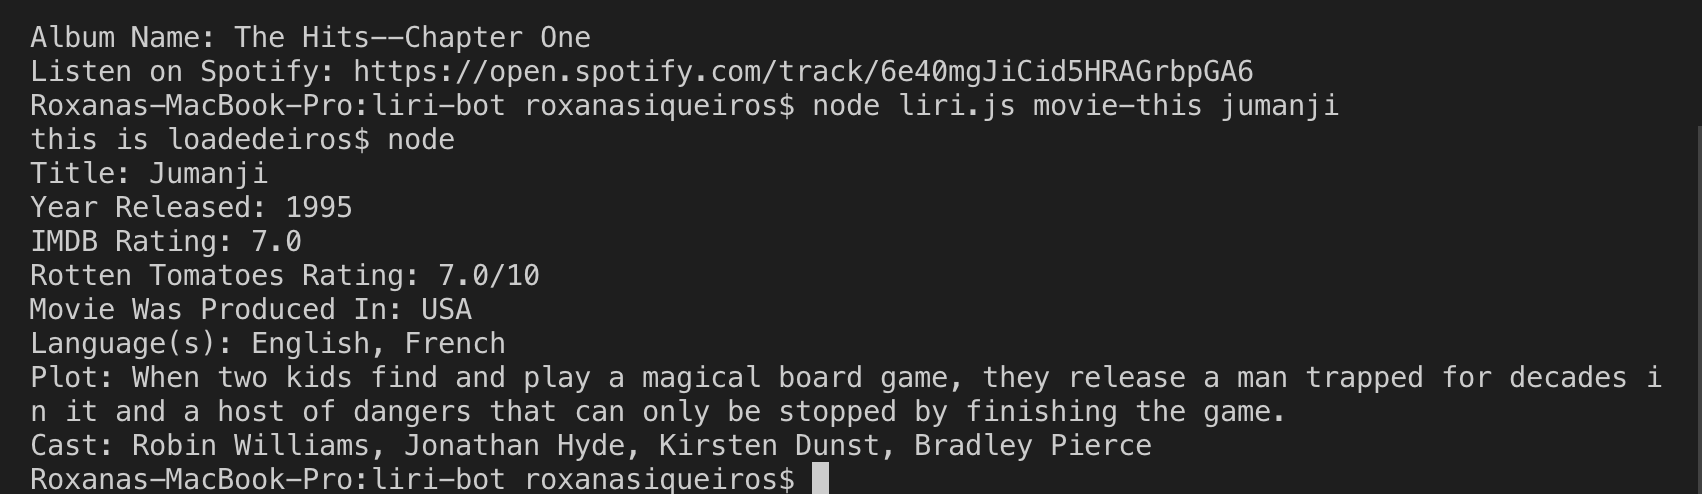 Album Name: The Hits--Chapter One
Listen on Spotify: https://open.spotify.com/track/6e40mgJiCid5HRAGrbpGA6
Roxanas-MacBook-Pro:liri-bot roxanasiqueiros$ node liri.js movie-this jumanji
this is loadedeiros$ node
Title: Jumanji
Year Released: 1995
IMDB Rating: 7.0
Rotten Tomatoes Rating: 7.0/10
Movie Was Produced In: USA
Language(s): English, French
Plot: When two kids find and play a magical board game, they release a man trapped for decades i
n it and a host of dangers that can only be stopped by finishing the game.
Cast: Robin Williams, Jonathan Hyde, Kirsten Dunst, Bradley Pierce
Roxanas-MacBook-Pro:liri-bot roxanasiqueiros$